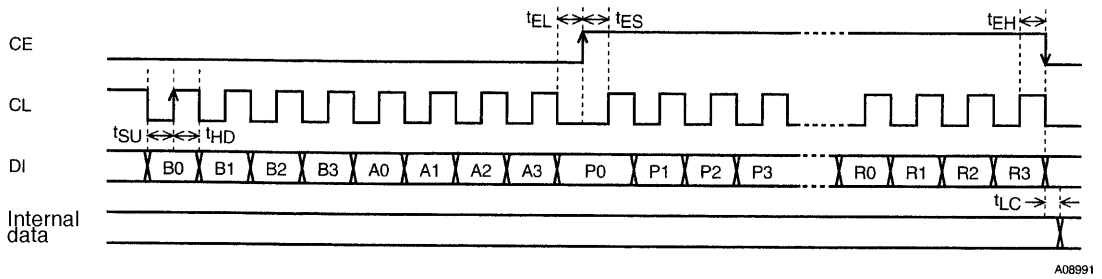 tEL tES tEH
CE
CL
tSU tHD
DI B0 B1 B2 B3 A0 A1 A2 A3 P0 P1 P2 P3 R0 R1 R2 R3
tLC
Internal
data
A08991